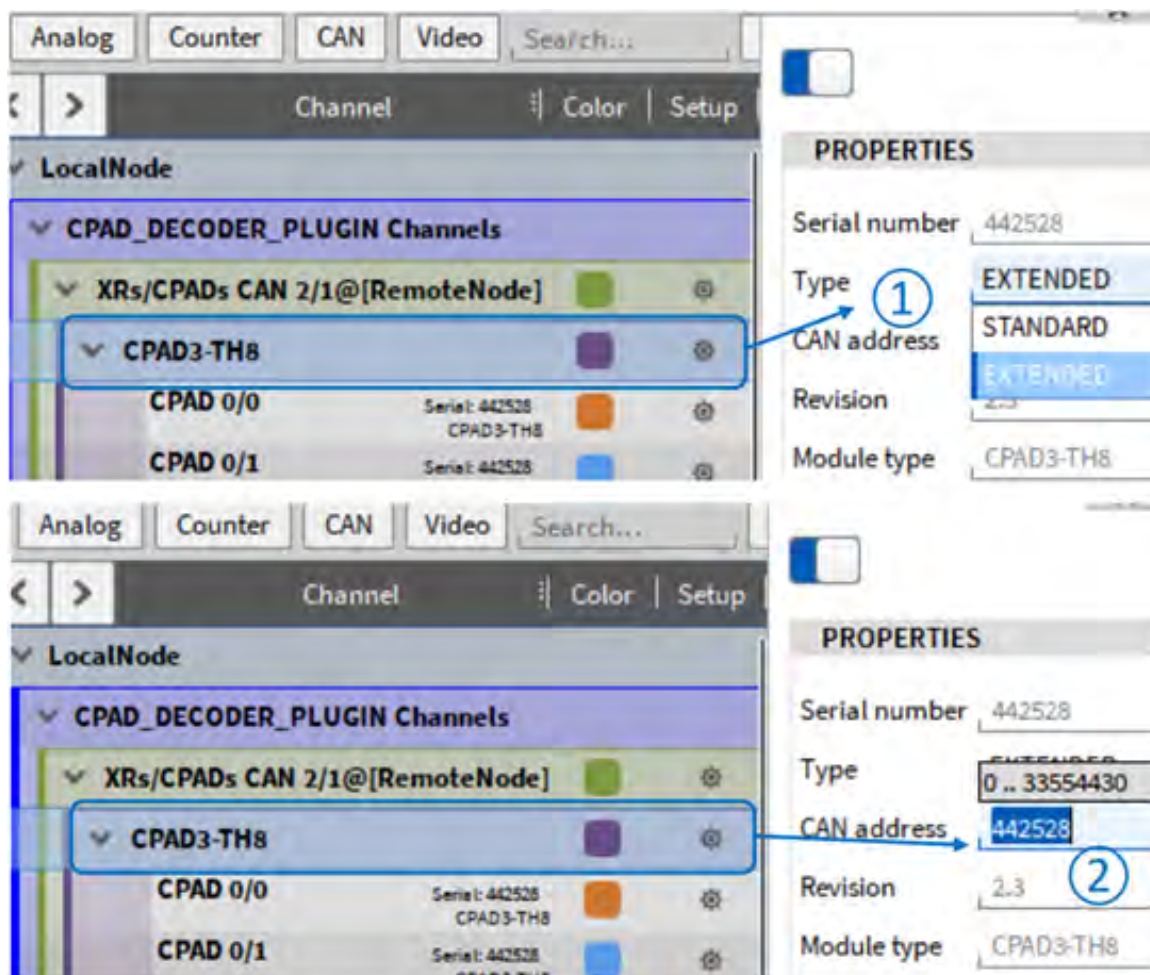 Analog Counter CAN Video Search...
Channel Color Setup
LocalNode
CPAD_DECODER_PLUGIN Channels
XRs/CPADs CAN 2/1@[RemoteNode]
CPAD3-TH8
CPAD 0/0 Serial: 442528
CPAD3-TH8
CPAD 0/1 Serial: 442528
PROPERTIES
Serial number 442528
Type EXTENDED
1
STANDARD
CAN address
EXTENDED
Revision 2.3
Module type CPAD3-TH8
Analog Counter CAN Video Search...
Channel Color Setup
LocalNode
CPAD_DECODER_PLUGIN Channels
XRs/CPADs CAN 2/1@[RemoteNode]
CPAD3-TH8
CPAD 0/0 Serial: 442528
CPAD3-TH8
CPAD 0/1 Serial: 442528
CPAD3-TH8
PROPERTIES
Serial number 442528
Type EXTENDED
0 .. 33554430
CAN address 442528
Revision 2.3
2
Module type CPAD3-TH8